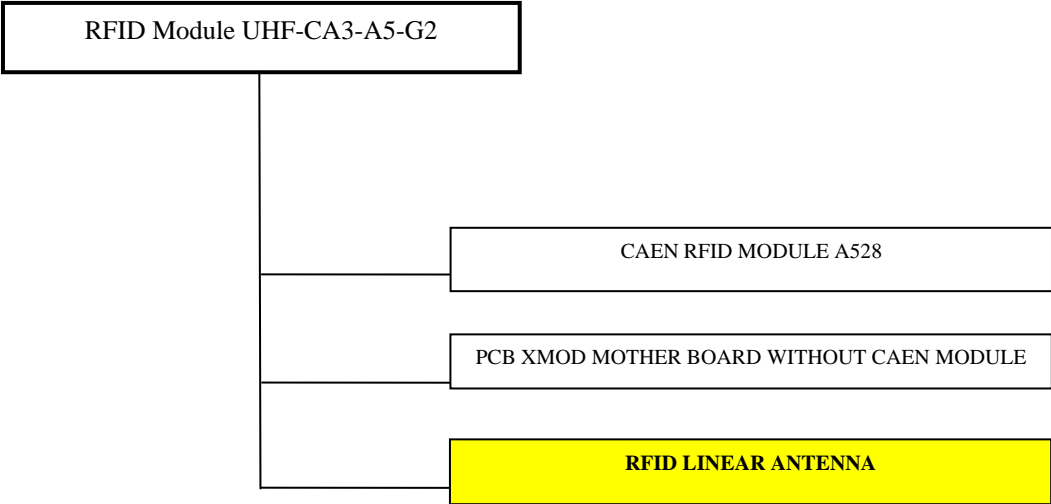 RFID Module UHF-CA3-A5-G2
CAEN RFID MODULE A528
PCB XMOD MOTHER BOARD WITHOUT CAEN MODULE
RFID LINEAR ANTENNA